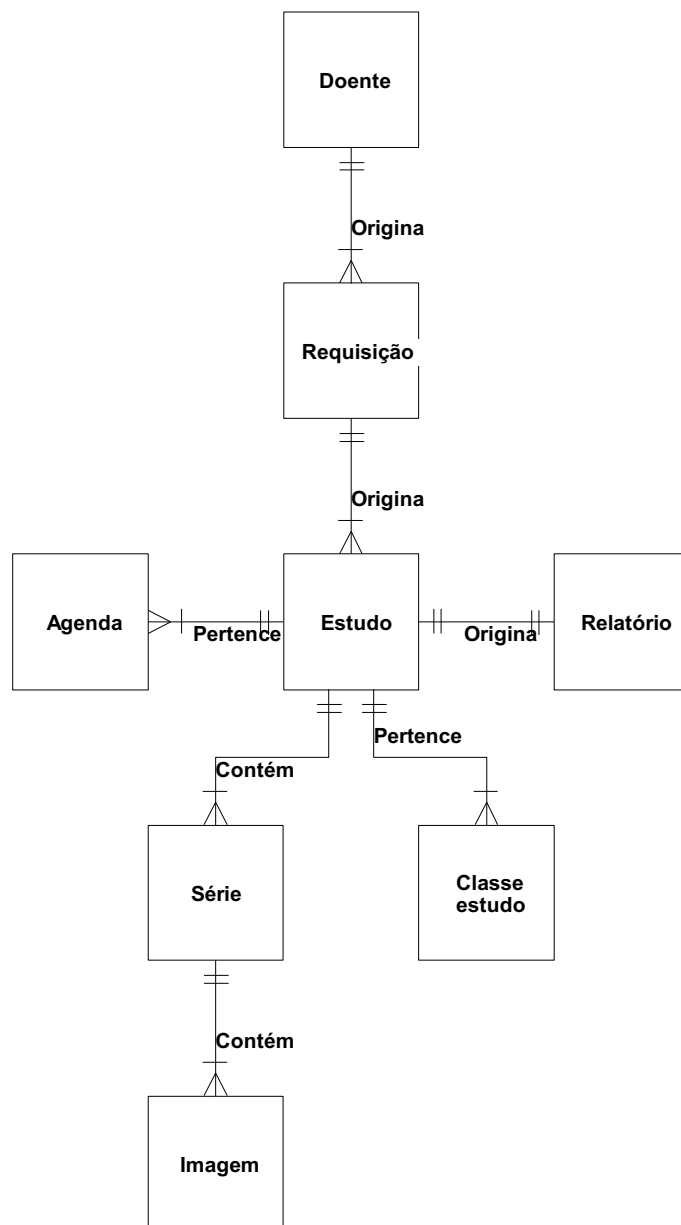 Doente
Origina
Requisição
Origina
Agenda
Pertence
Estudo
Origina
Relatório
Pertence
Contém
Série
Classe
estudo
Contém
Imagem